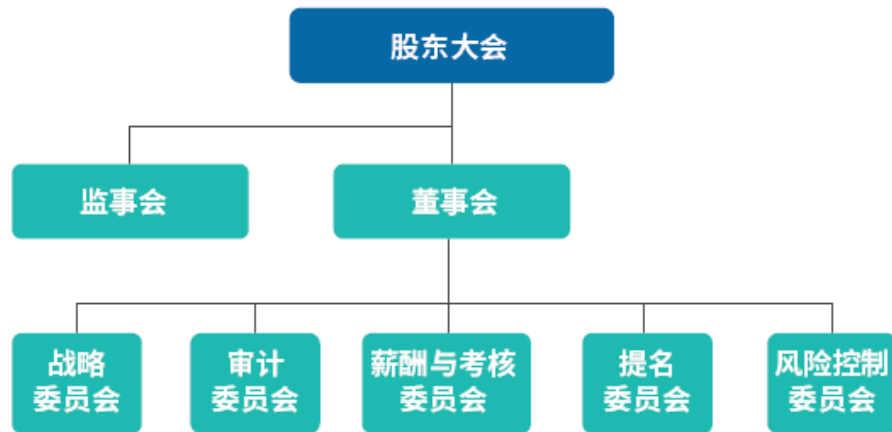 股东大会
监事会
董事会
战略
委员会
审计
委员会
薪酬与考核
委员会
提名
委员会
风险控制
委员会